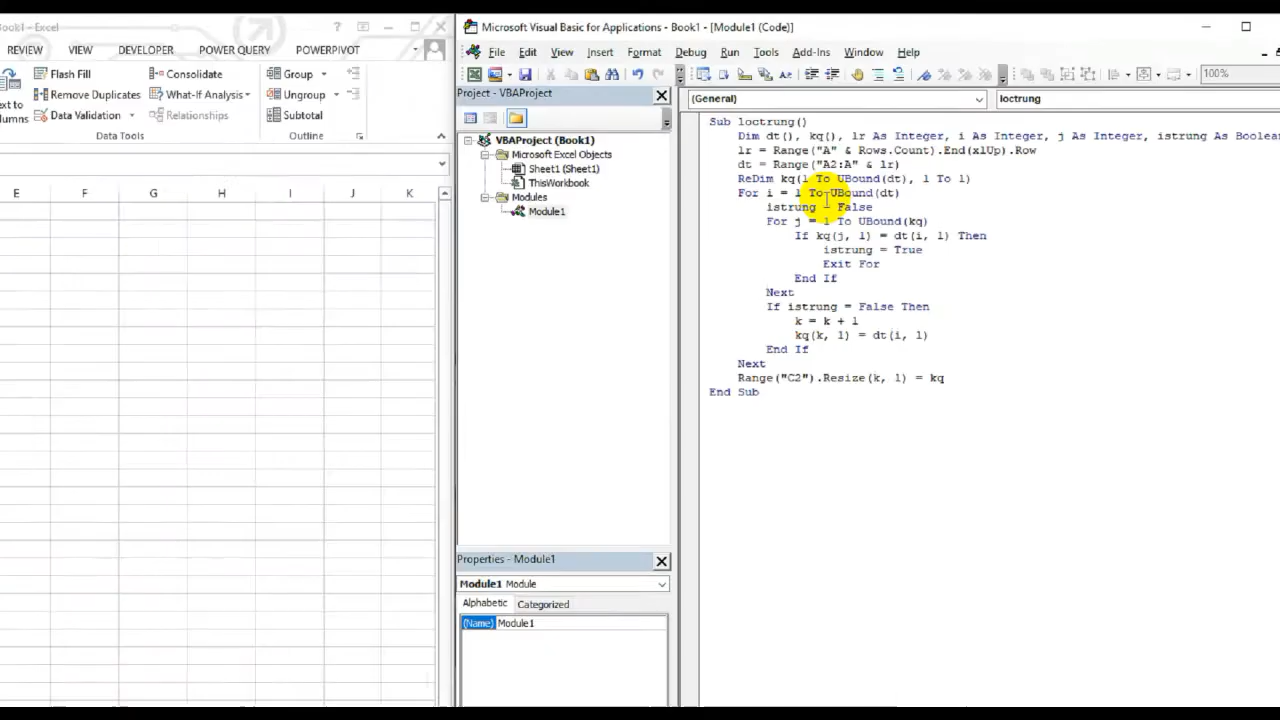 Book1 - Excel
REVIEW VIEW DEVELOPER POWER QUERY POWERPIVOT
Flash Fill Consolidate Group
Remove Duplicates What-If Analysis Ungroup
Data Validation Relationships Subtotal
Data Tools Outline
E F G H I J K
Microsoft Visual Basic for Applications - Book1 - [Module1 (Code)]
File Edit View Insert Format Debug Run Tools Add-Ins Window Help
100%
Project - VBAProject
VBAProject (Book1)
Microsoft Excel Objects
Sheet1 (Sheet1)
ThisWorkbook
Modules
Module1
Properties - Module1
Module1 Module
Alphabetic Categorized
(Name) Module1
(General) loctrung
Sub loctrung()
Dim dt(), kq(), lr As Integer, i As Integer, j As Integer, istrung As Boolea
lr = Range("A" & Rows.Count).End(xlUp).Row
dt = Range("A2:A" & lr)
ReDim kq(1 To UBound(dt), 1 To 1)
For i = 1 To UBound(dt)
istrung = False
For j = 1 To UBound(kq)
If kq(j, 1) = dt(i, 1) Then
istrung = True
Exit For
End If
Next
If istrung = False Then
k = k + 1
kq(k, 1) = dt(i, 1)
End If
Next
Range("C2").Resize(k, 1) = kq
End Sub